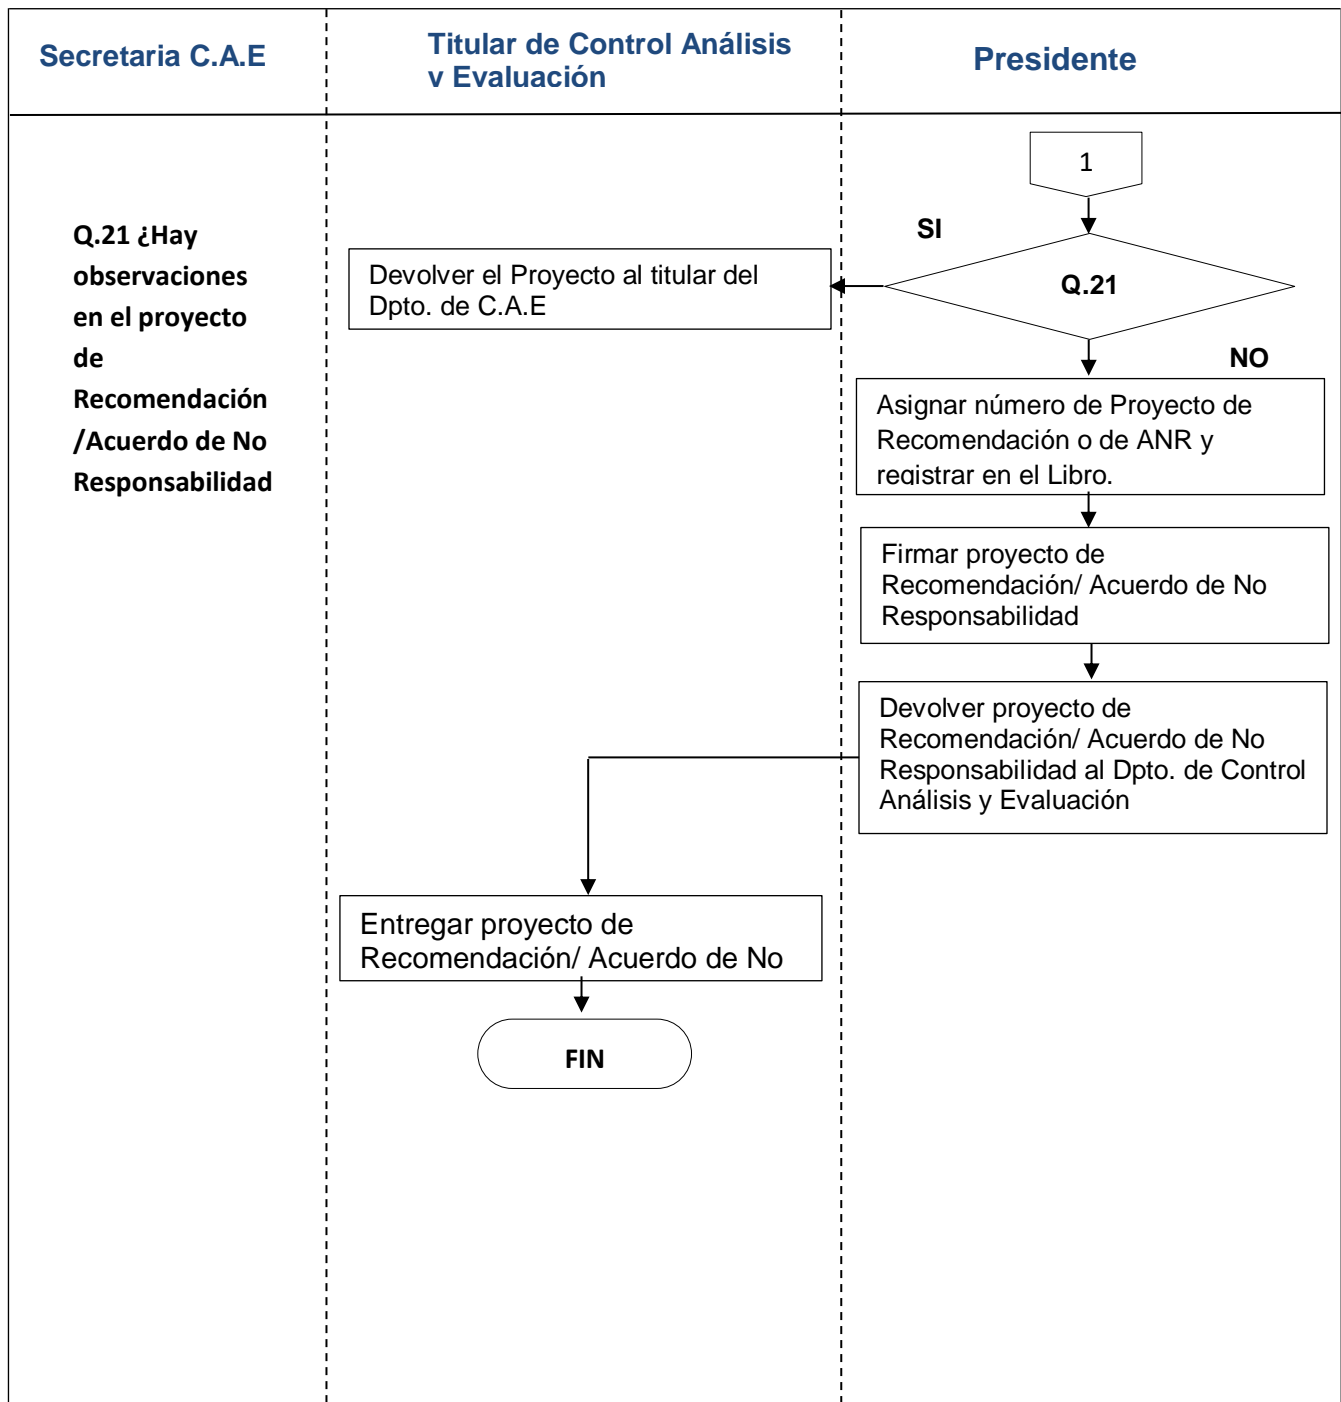 Secretaria C.A.E
Titular de Control Análisis
v Evaluación
Presidente
1
Q.21 ¿Hay
observaciones
en el proyecto
de
Recomendación
/Acuerdo de No
Responsabilidad
SI
Q.21
Devolver el Proyecto al titular del
Dpto. de C.A.E
NO
Asignar número de Proyecto de
Recomendación o de ANR y
registrar en el Libro.
Firmar proyecto de
Recomendación/ Acuerdo de No
Responsabilidad
Devolver proyecto de
Recomendación/ Acuerdo de No
Responsabilidad al Dpto. de Control
Análisis y Evaluación
Entregar proyecto de
Recomendación/ Acuerdo de No
FIN